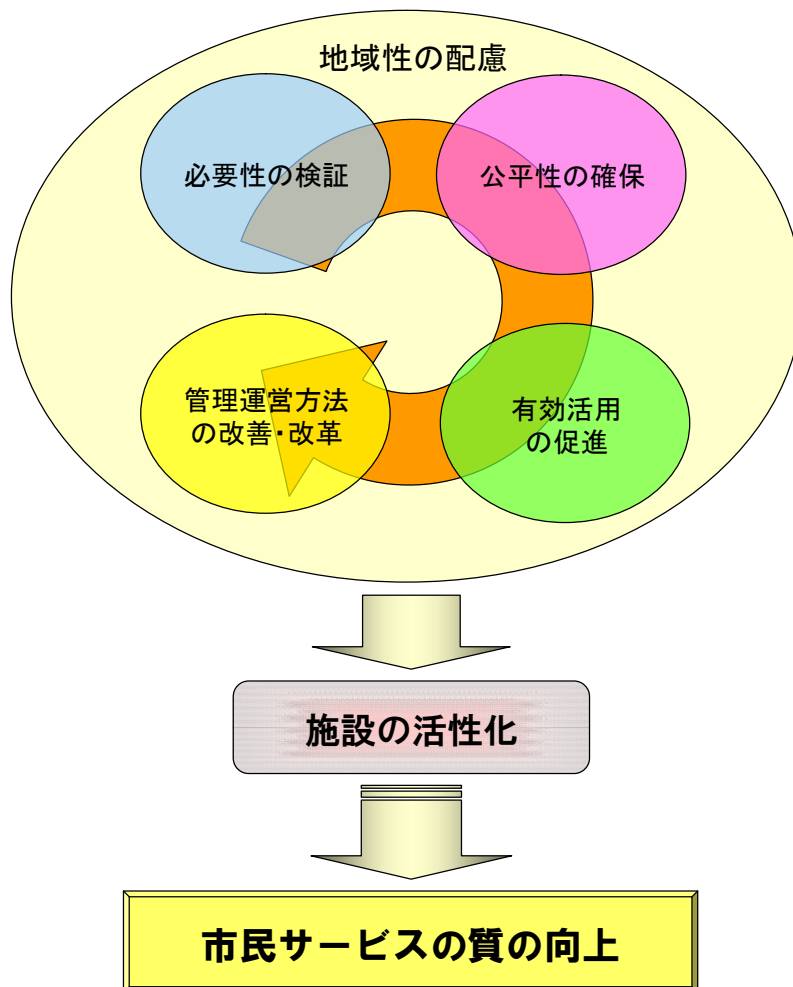 地域性の配慮
必要性の検証
公平性の確保
管理運営方法
の改善・改革
有効活用
の促進
施設の活性化
市民サービスの質の向上